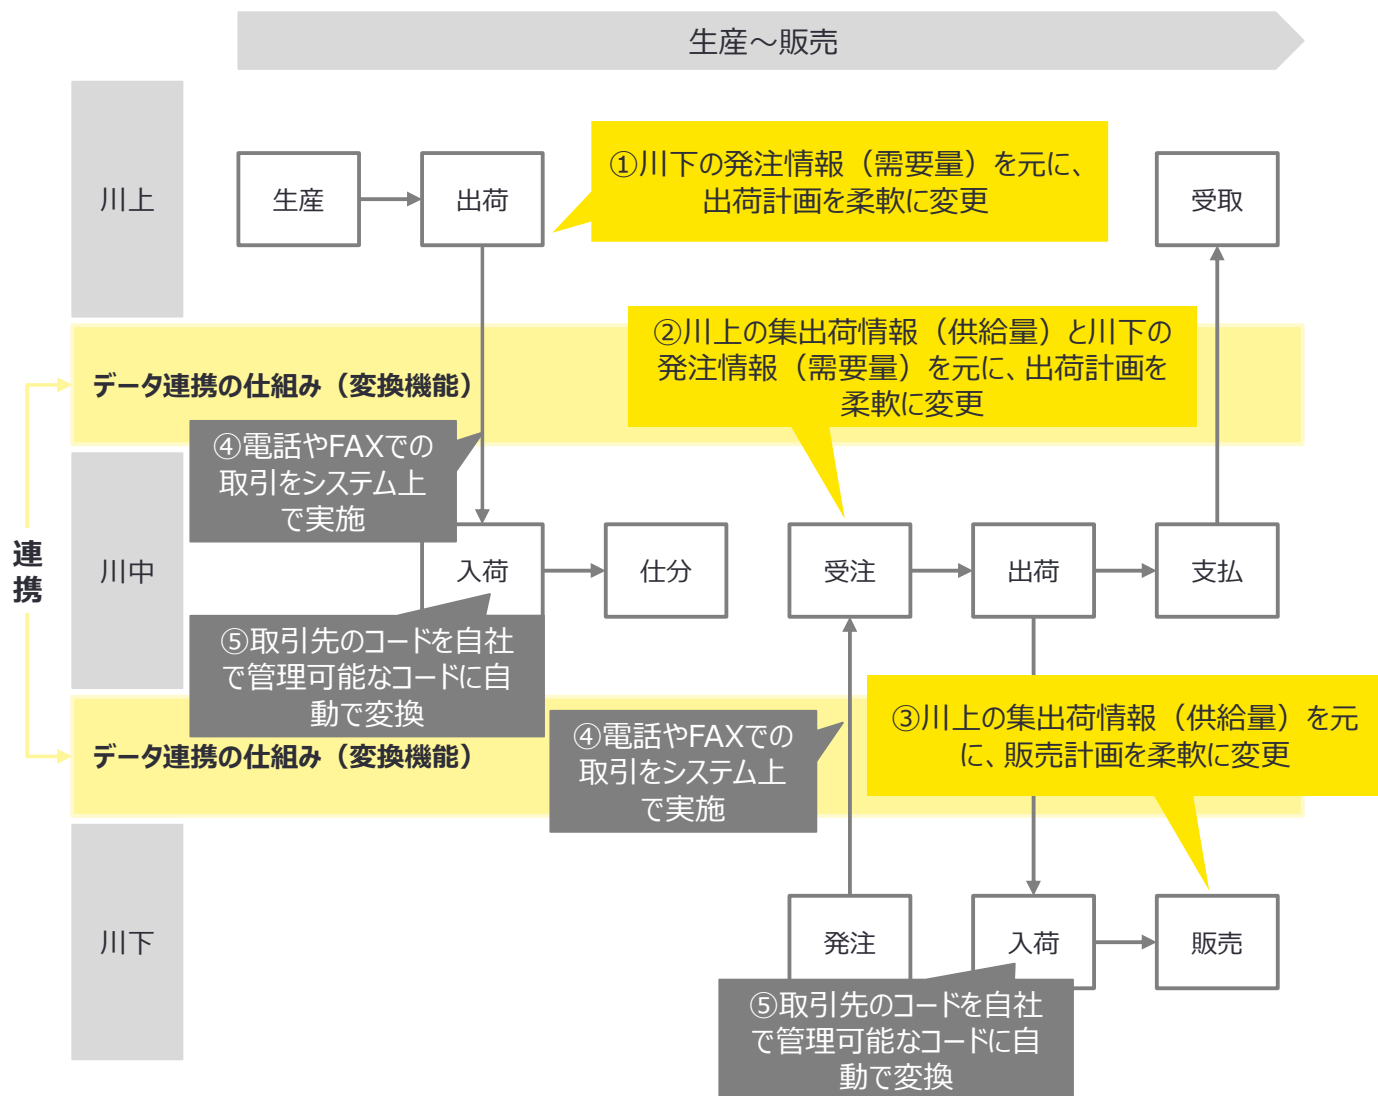 生産～販売
川上
生産
出荷
①川下の発注情報（需要量）を元に、
出荷計画を柔軟に変更
受取
データ連携の仕組み（変換機能）
②川上の集出荷情報（供給量）と川下の
発注情報（需要量）を元に、出荷計画を
柔軟に変更
④電話やFAXでの
取引をシステム上
で実施
連
携
川中
入荷
仕分
受注
出荷
支払
⑤取引先のコードを自社
で管理可能なコードに自
動で変換
データ連携の仕組み（変換機能）
④電話やFAXでの
取引をシステム上
で実施
③川上の集出荷情報（供給量）を元
に、販売計画を柔軟に変更
川下
発注
入荷
販売
⑤取引先のコードを自社
で管理可能なコードに自
動で変換